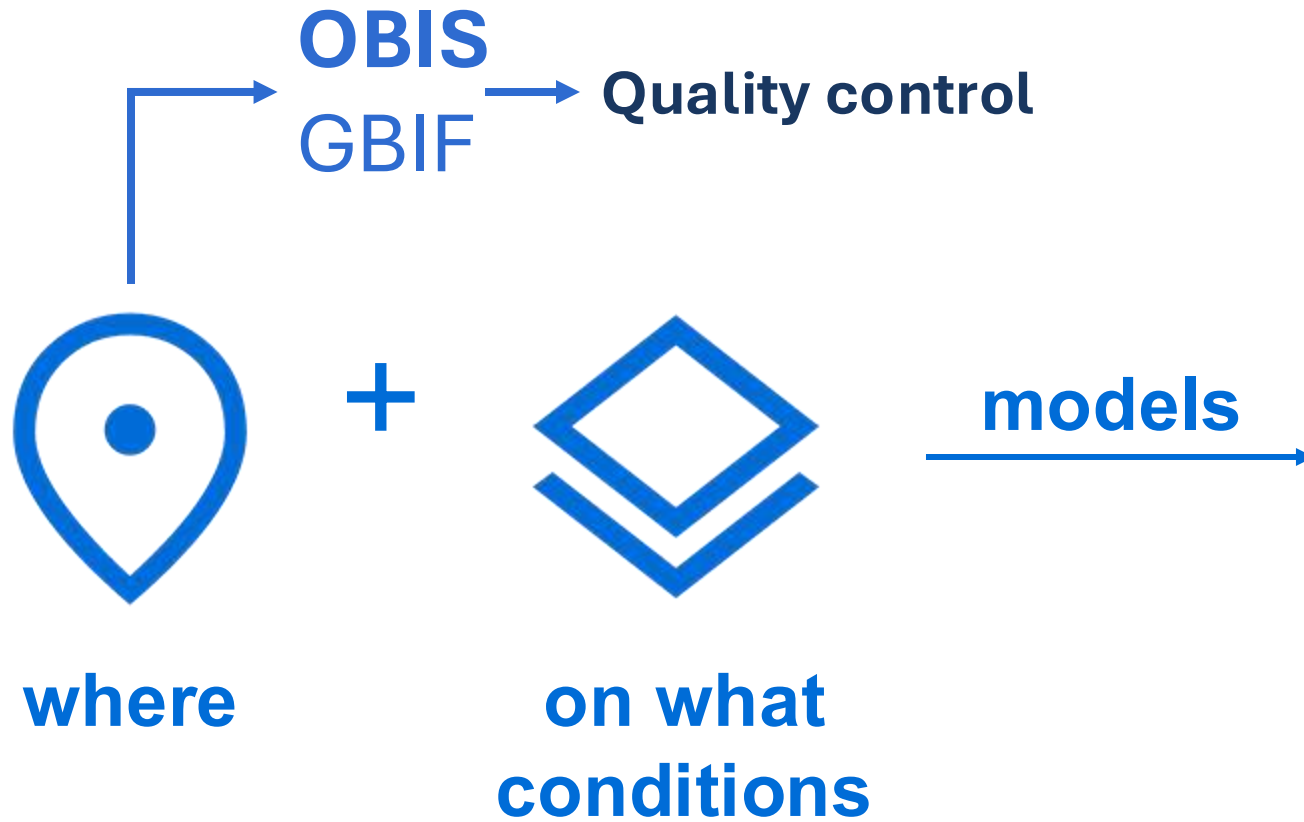 OBIS
GBIF
Quality control
+
models
where
on what
conditions